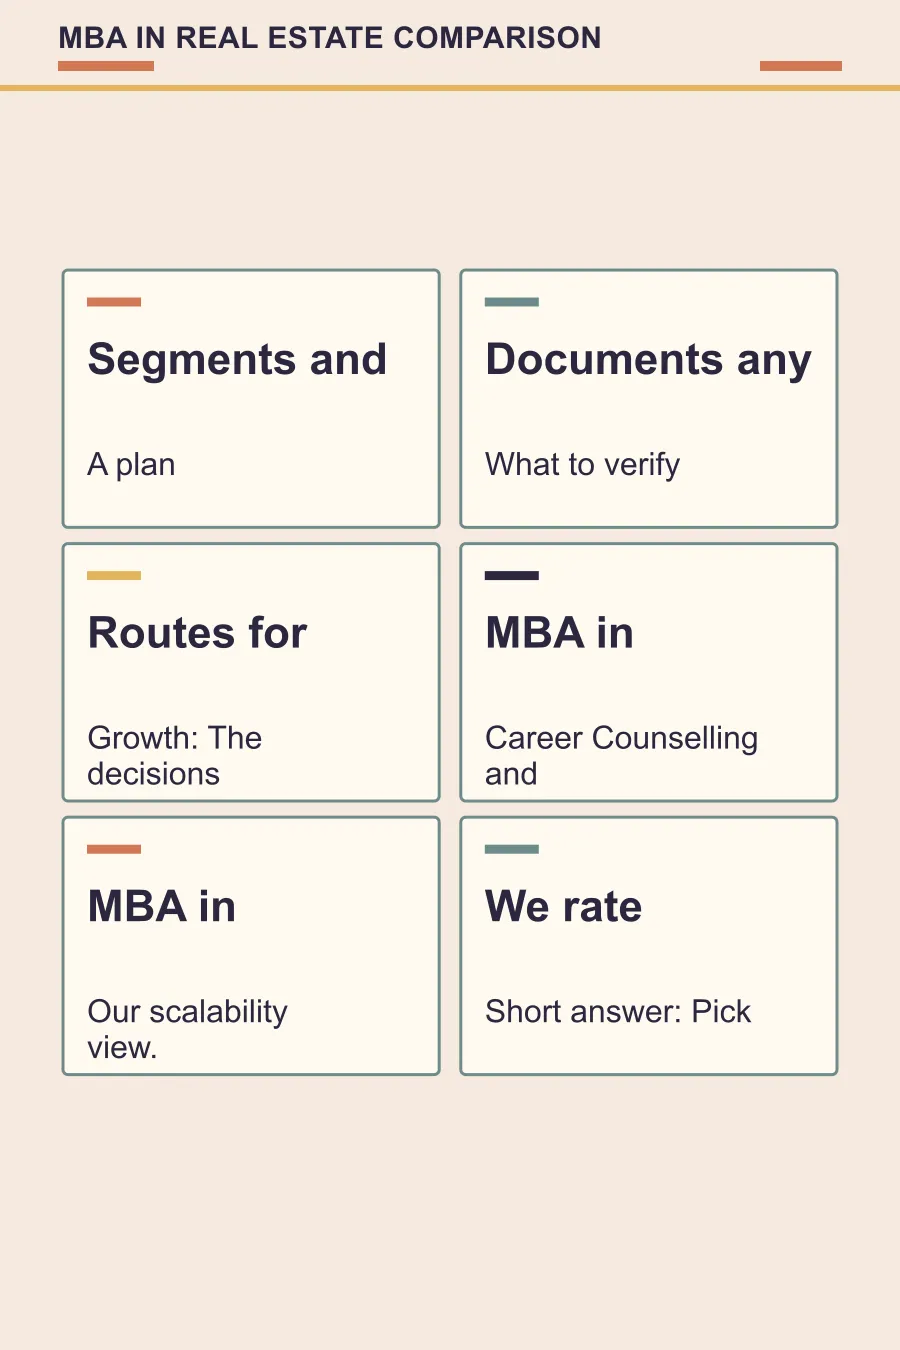 MBA IN REAL ESTATE COMPARISON
Segments and
A plan
Documents any
What to verify
Routes for
Growth: The
decisions
MBA in
Career Counselling
and
MBA in
Our scalability
view.
We rate
Short answer: Pick